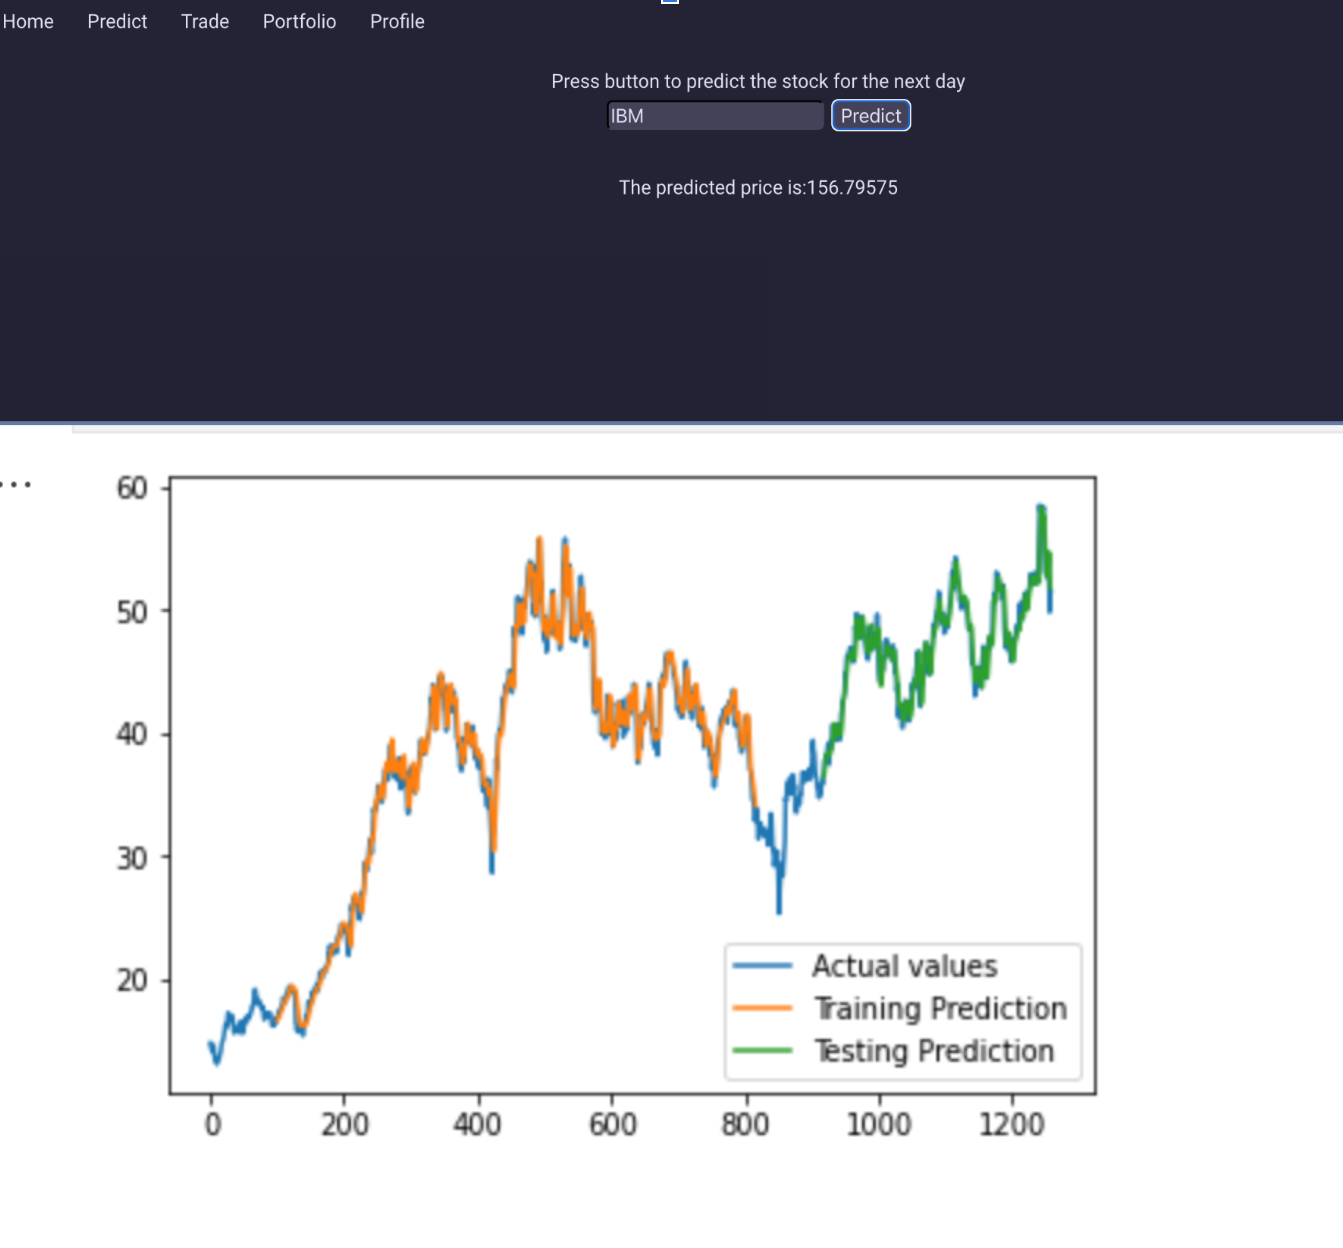 Home Predict Trade Portfolio Profile
Press button to predict the stock for the next day
IBM Predict
The predicted price is:156.79575
...
60
50
40
30
20
Actual values
Training Prediction
Testing Prediction
0 200 400 600 800 1000 1200